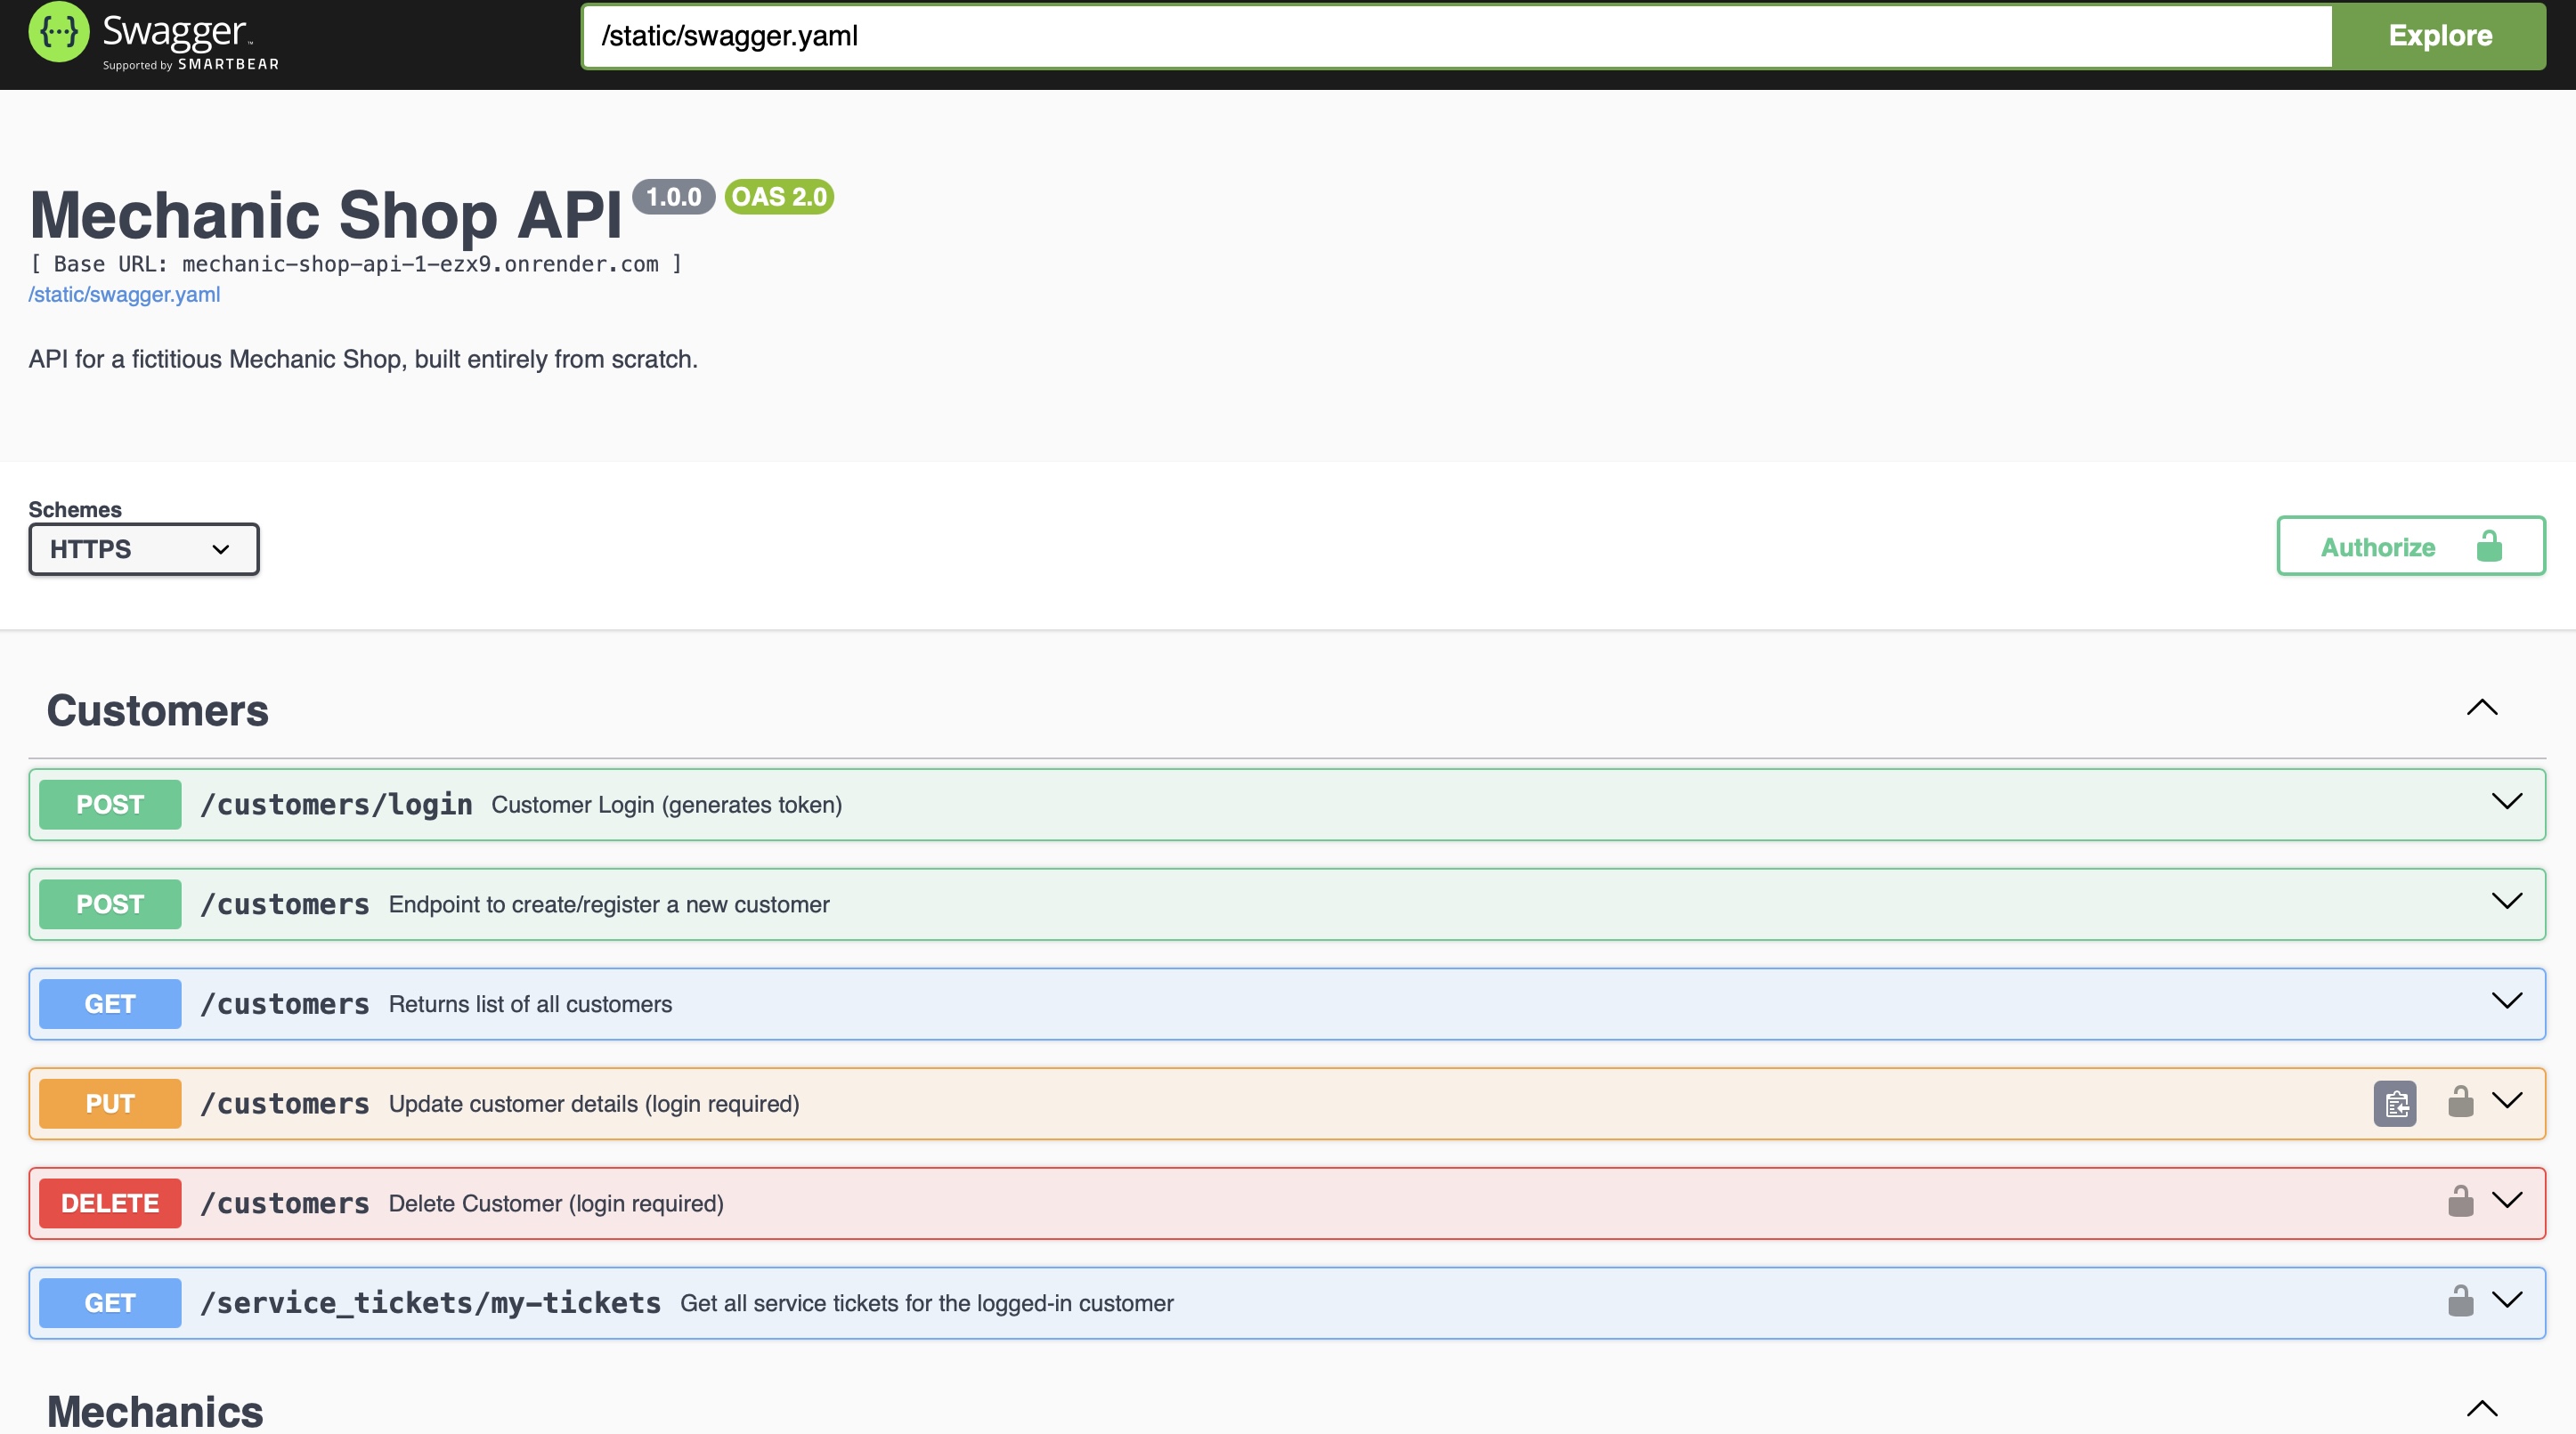 Swagger™
Supported by SMARTBEAR
/static/swagger.yaml
Explore
Mechanic Shop API 1.0.0 OAS 2.0
[ Base URL: mechanic-shop-api-1-ezx9.onrender.com ]
/static/swagger.yaml
API for a fictitious Mechanic Shop, built entirely from scratch.
Schemes
HTTPS
Authorize
Customers
POST /customers/login Customer Login (generates token)
POST /customers Endpoint to create/register a new customer
GET /customers Returns list of all customers
PUT /customers Update customer details (login required)
DELETE /customers Delete Customer (login required)
GET /service_tickets/my-tickets Get all service tickets for the logged-in customer
Mechanics